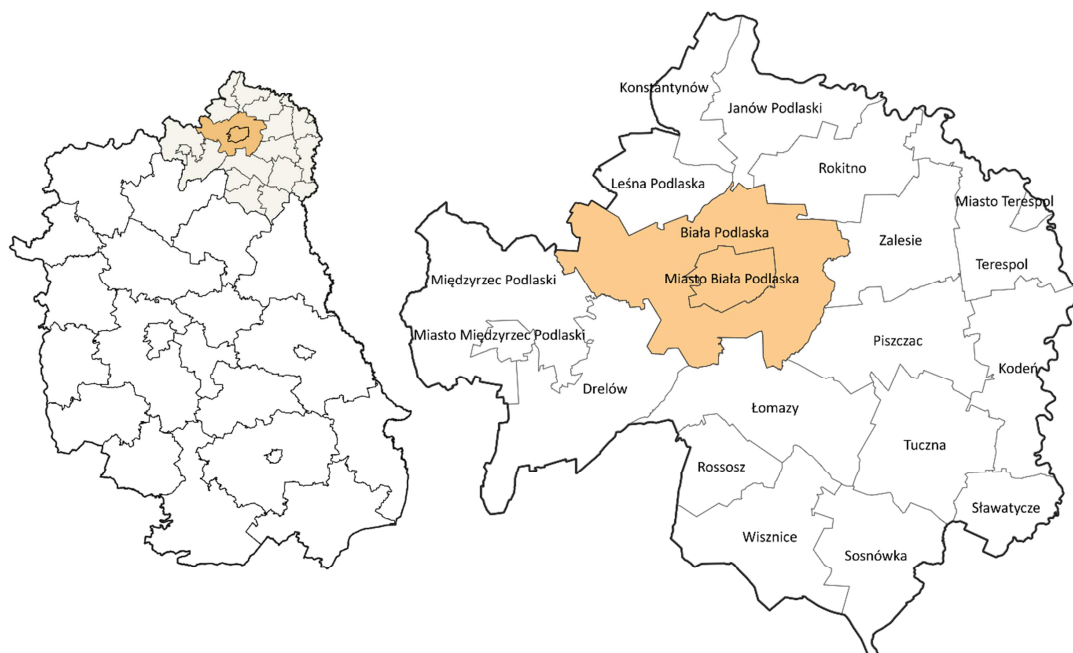 Konstantynów
Janów Podlaski
Rokitno
Leśna Podlaska
Miasto Terespol
Biała Podlaska
Zalesie
Terespol
Międzyrzec Podlaski
Miasto Biała Podlaska
Miasto Międzyrzec Podlaski
Piszczac
Kodeń
Drelów
Łomazy
Tuczna
Rossosz
Sławatycze
Wisznice
Sosnówka